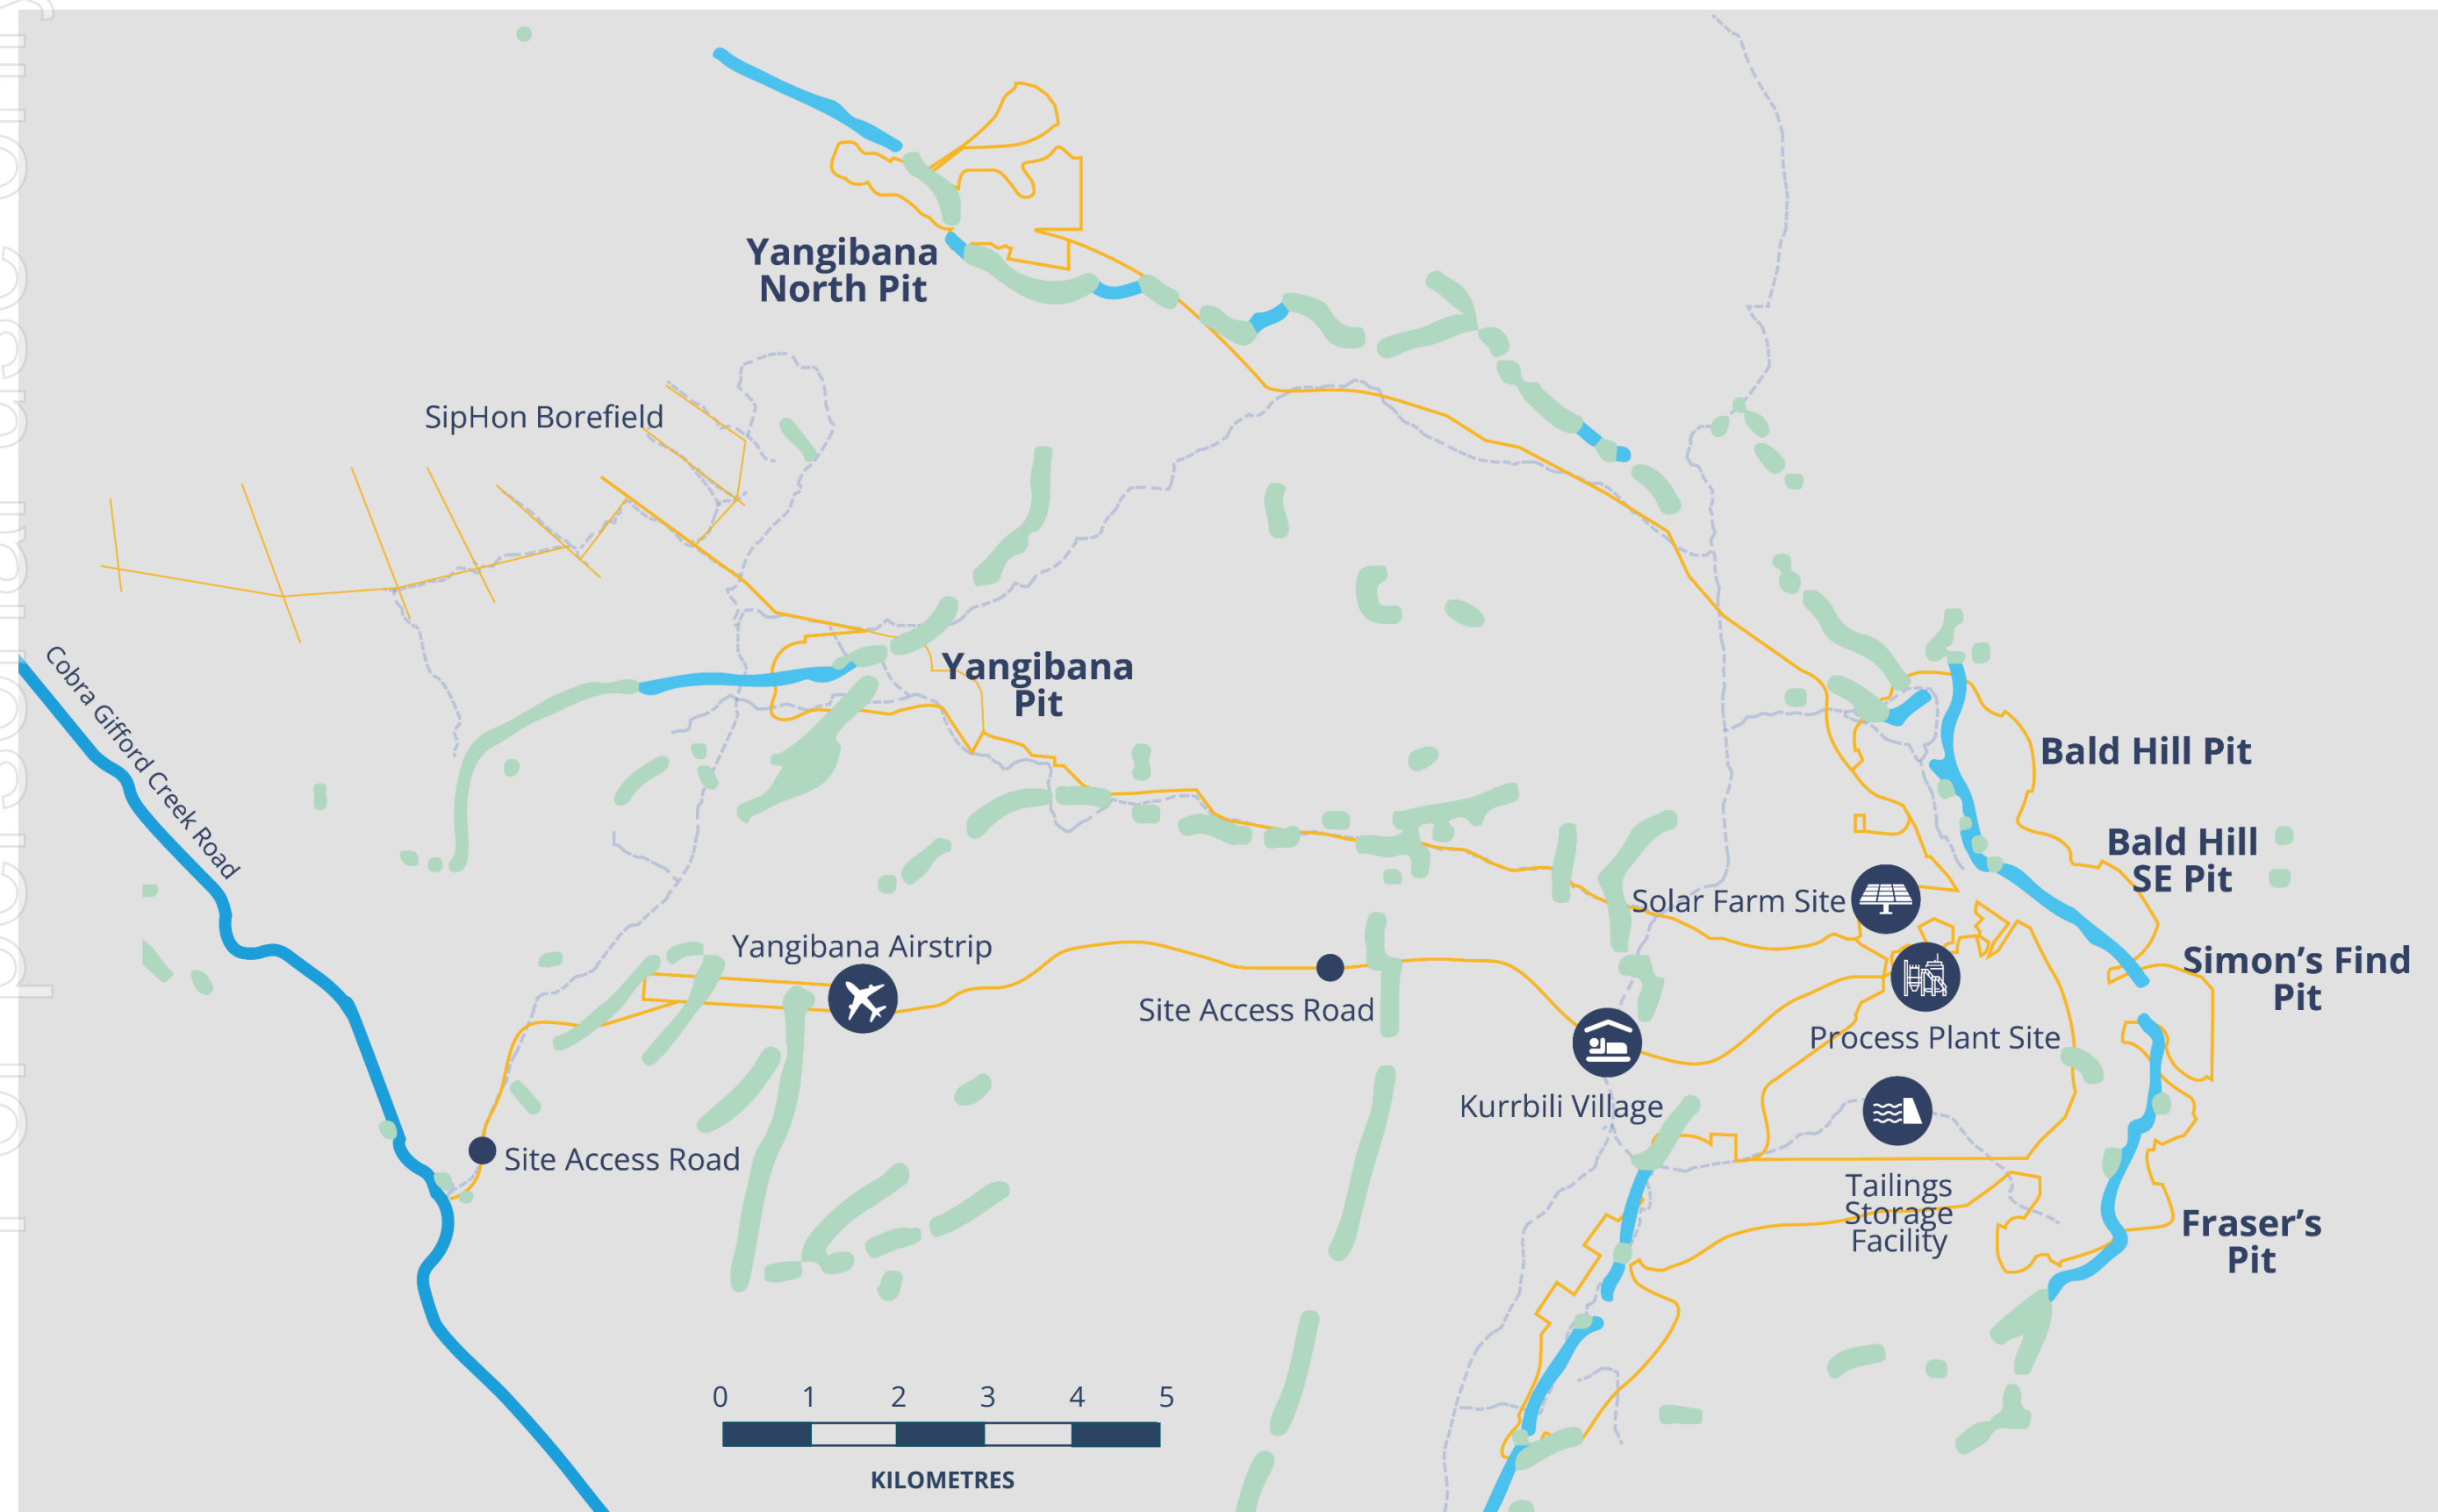 Yangibana
North Pit
SipHon Borefield
Cobra Gifford Creek Road
Yangibana
Pit
Bald Hill Pit
Bald Hill
SE Pit
Solar Farm Site
Yangibana Airstrip
Simon's Find
Pit
Site Access Road
Process Plant Site
Kurrbili Village
Site Access Road
Tailings
Storage
Facility
Fraser's
Pit
0 1 2 3 4 5
KILOMETRES